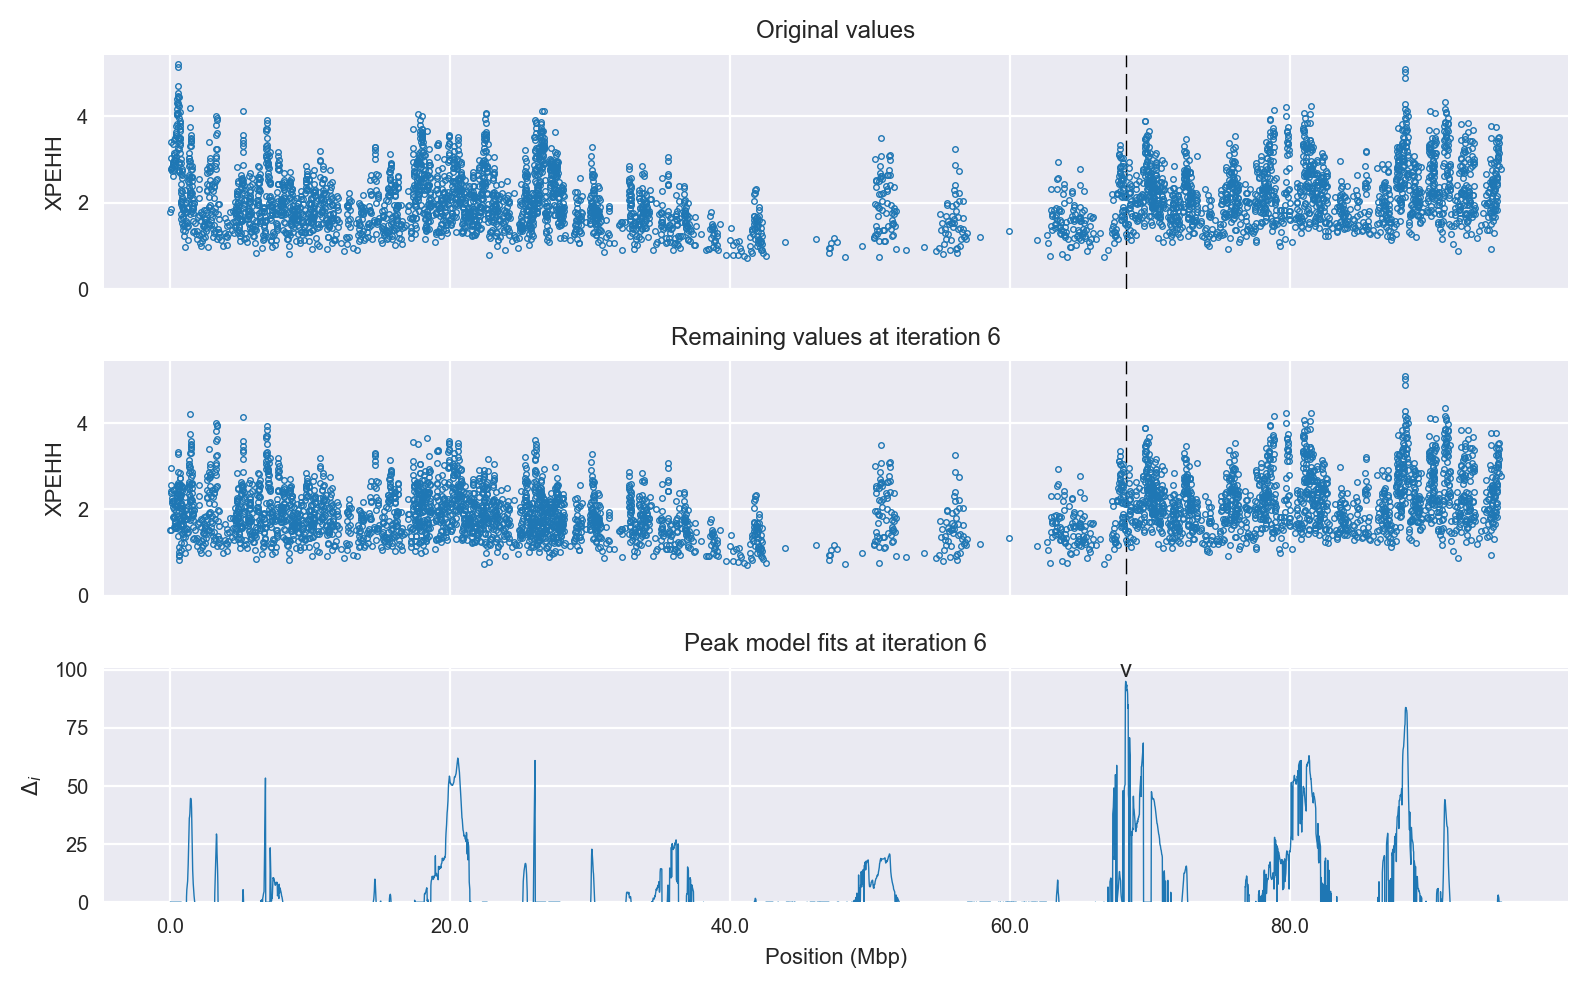 Original values
XPEHH
4
2
0
Remaining values at iteration 6
XPEHH
4
2
0
Peak model fits at iteration 6
Δi
100
75
50
25
0
v
0.0 20.0 40.0 60.0 80.0
Position (Mbp)